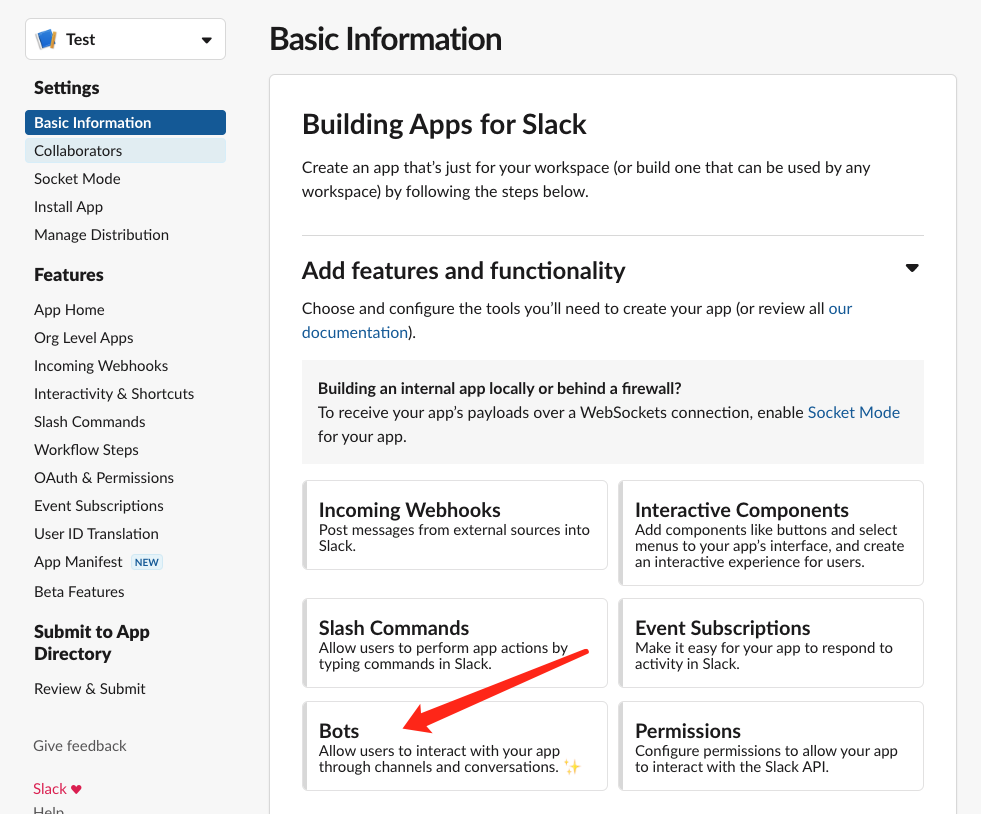 Test
Settings
Basic Information
Collaborators
Socket Mode
Install App
Manage Distribution
Features
App Home
Org Level Apps
Incoming Webhooks
Interactivity & Shortcuts
Slash Commands
Workflow Steps
OAuth & Permissions
Event Subscriptions
User ID Translation
App Manifest NEW
Beta Features
Submit to App
Directory
Review & Submit
Give feedback
Slack ♥
Help
Basic Information
Building Apps for Slack
Create an app that’s just for your workspace (or build one that can be used by any
workspace) by following the steps below.
Add features and functionality
Choose and configure the tools you’ll need to create your app (or review all our
documentation).
Building an internal app locally or behind a firewall?
To receive your app’s payloads over a WebSockets connection, enable Socket Mode
for your app.
Incoming Webhooks
Post messages from external sources into
Slack.
Interactive Components
Add components like buttons and select
menus to your app’s interface, and create
an interactive experience for users.
Slash Commands
Allow users to perform app actions by
typing commands in Slack.
Event Subscriptions
Make it easy for your app to respond to
activity in Slack.
Bots
Allow users to interact with your app
through channels and conversations. ✨
Permissions
Configure permissions to allow your app
to interact with the Slack API.